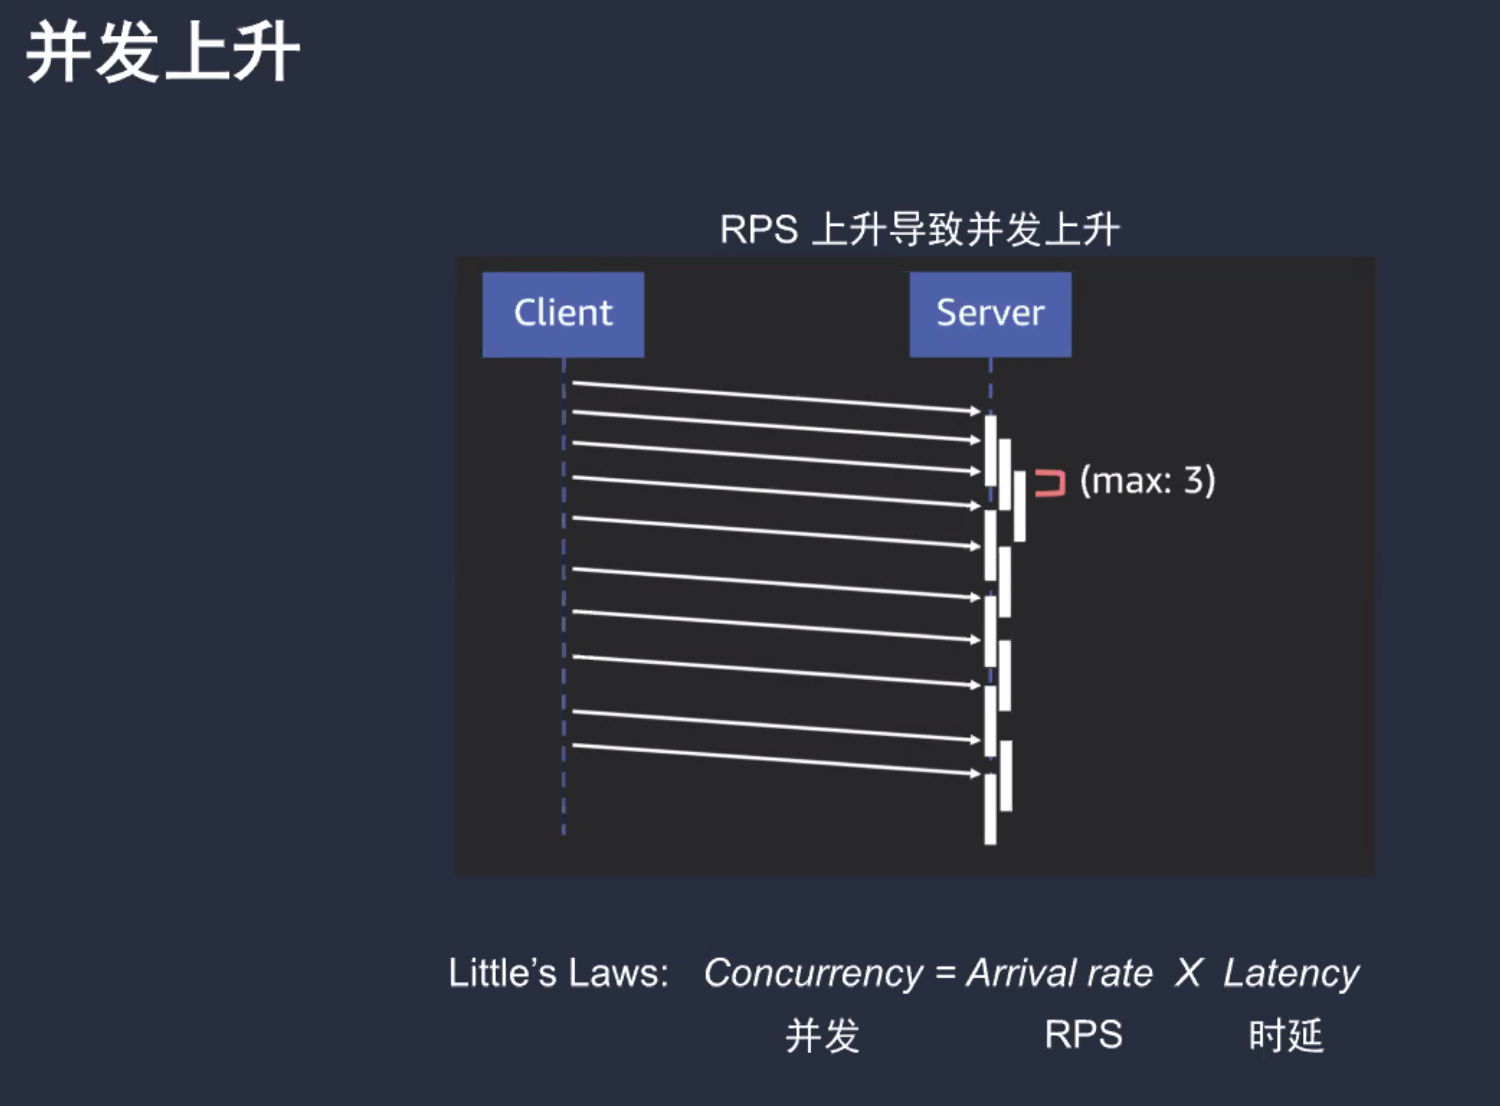 并发上升
RPS 上升导致并发上升
Client
Server
(max: 3)
Little’s Laws: Concurrency = Arrival rate X Latency
并发 RPS 时延